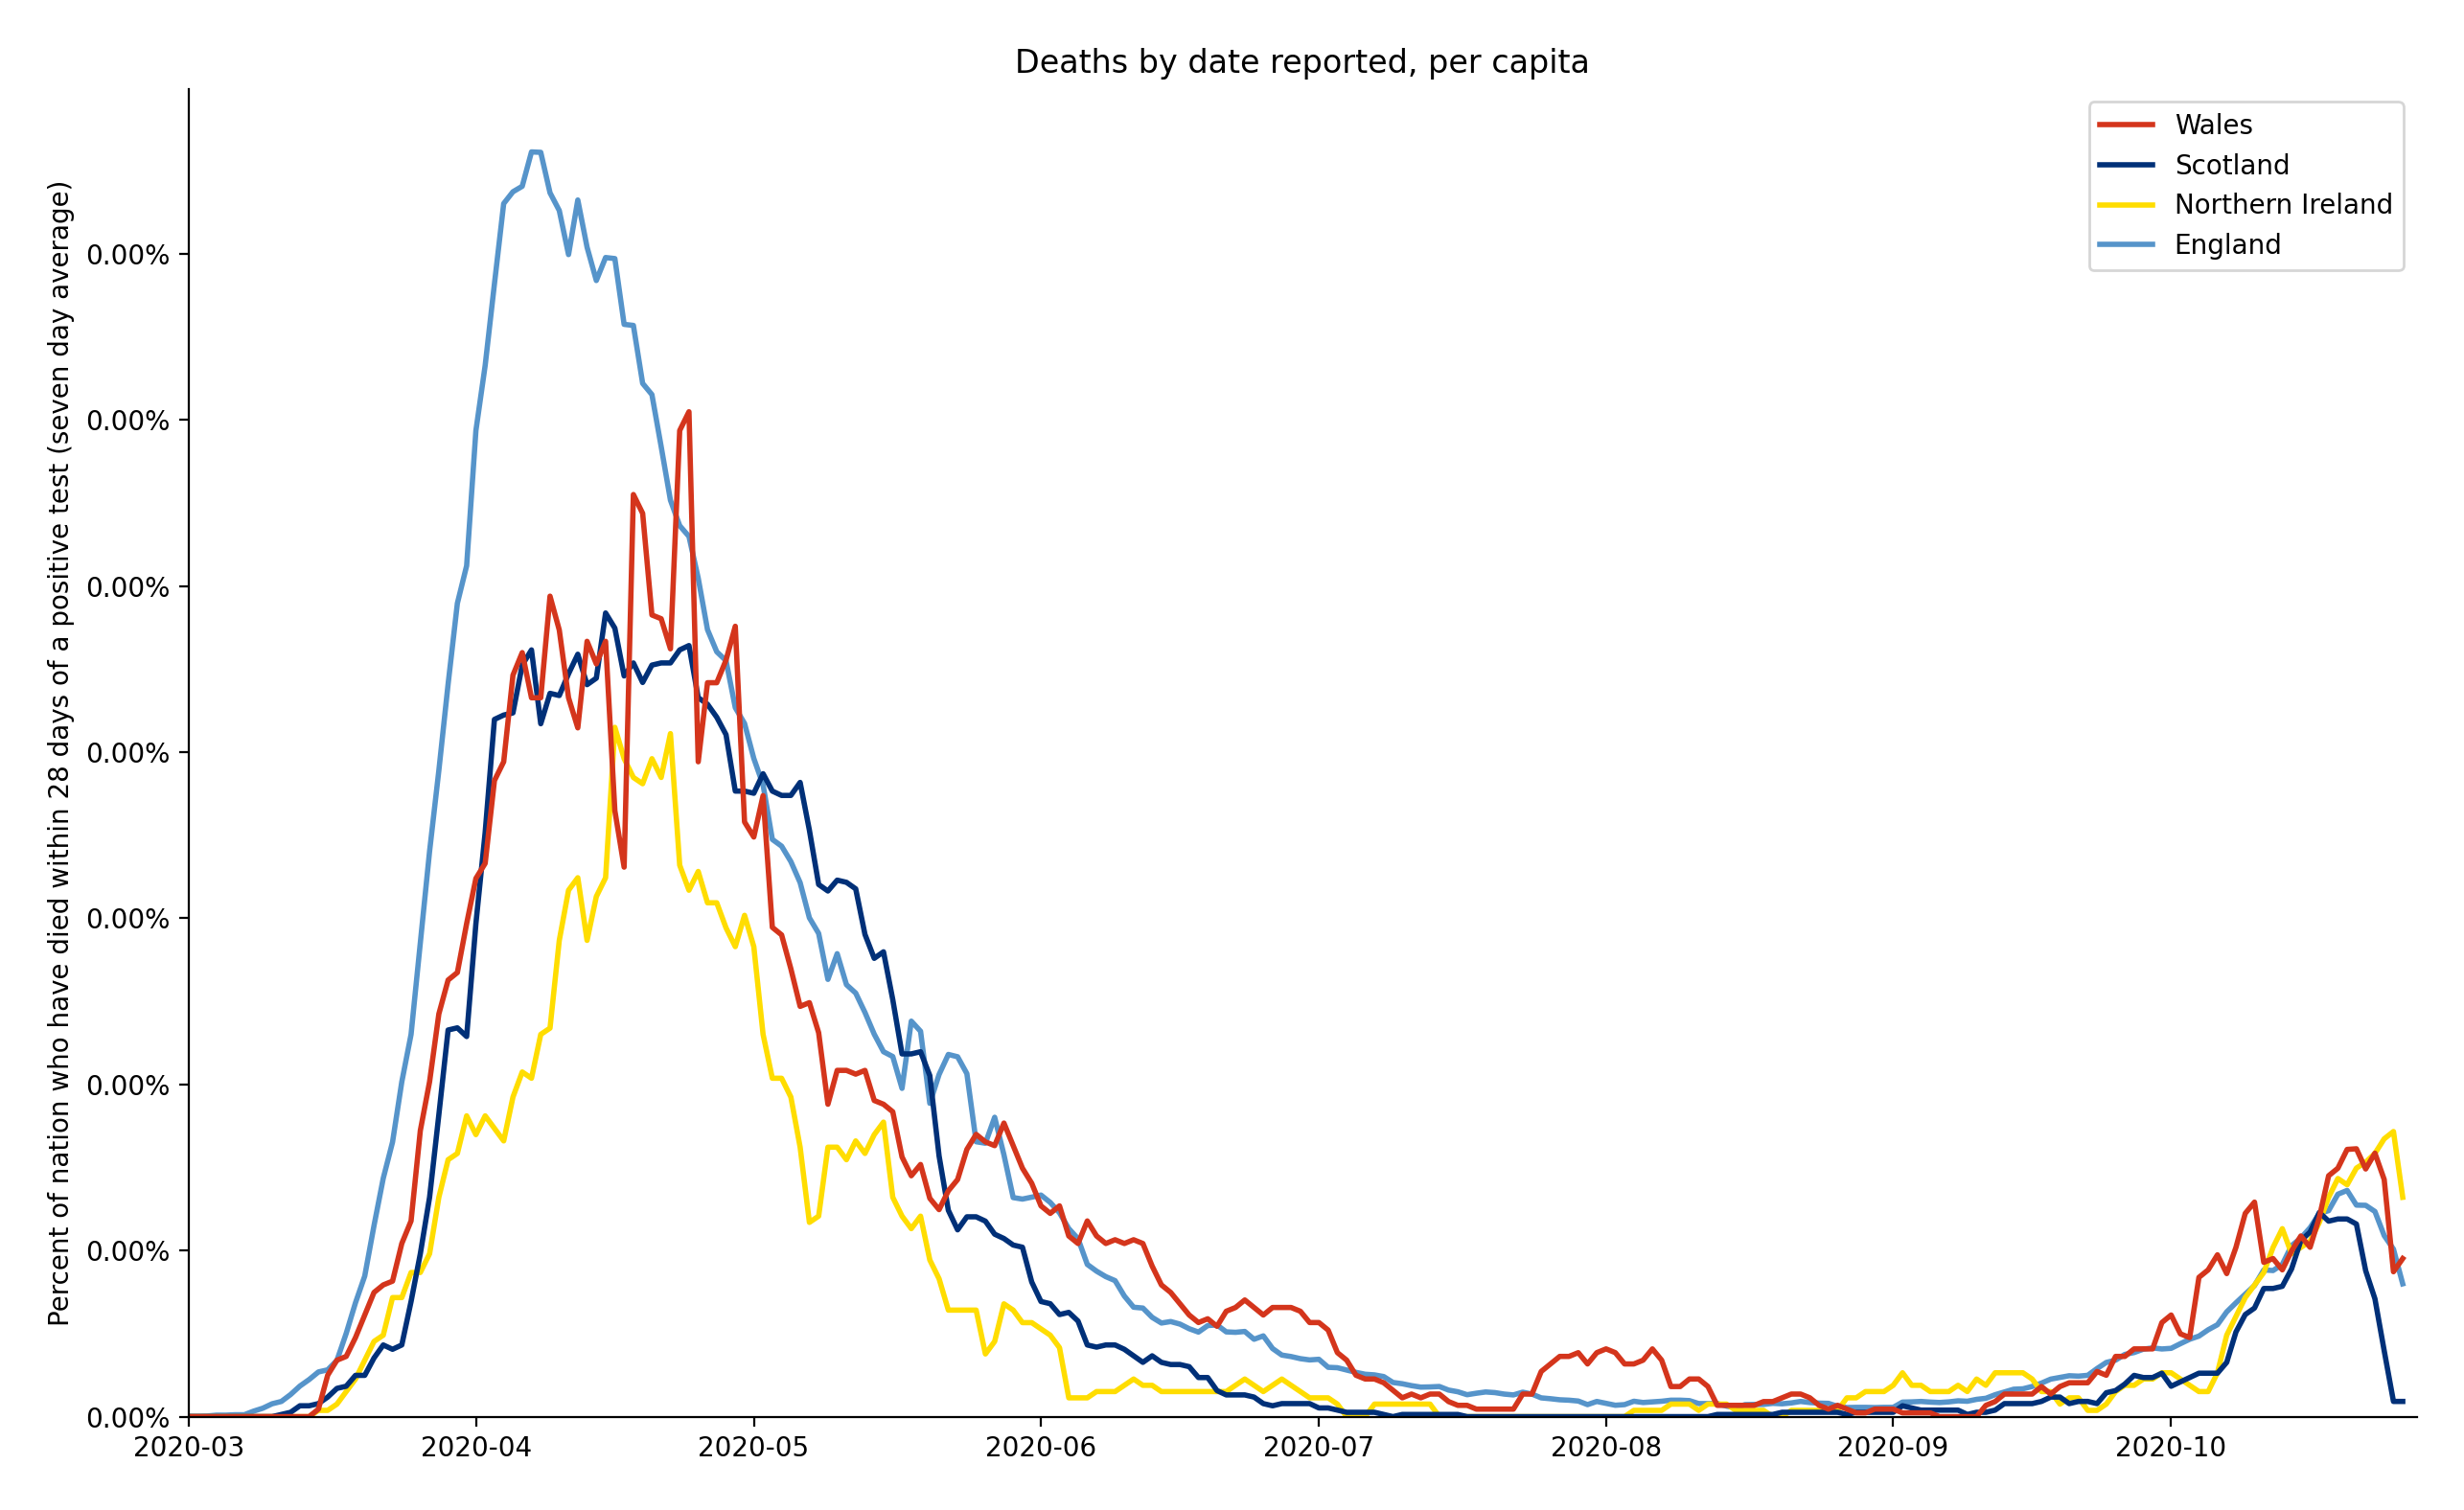 Deaths by date reported, per capita
Wales
Scotland
Northern Ireland
England
Percent of nation who have died within 28 days of a positive test (seven day average)
0.00%
0.00%
0.00%
0.00%
0.00%
0.00%
0.00%
0.00%
2020-03 2020-04 2020-05 2020-06 2020-07 2020-08 2020-09 2020-10